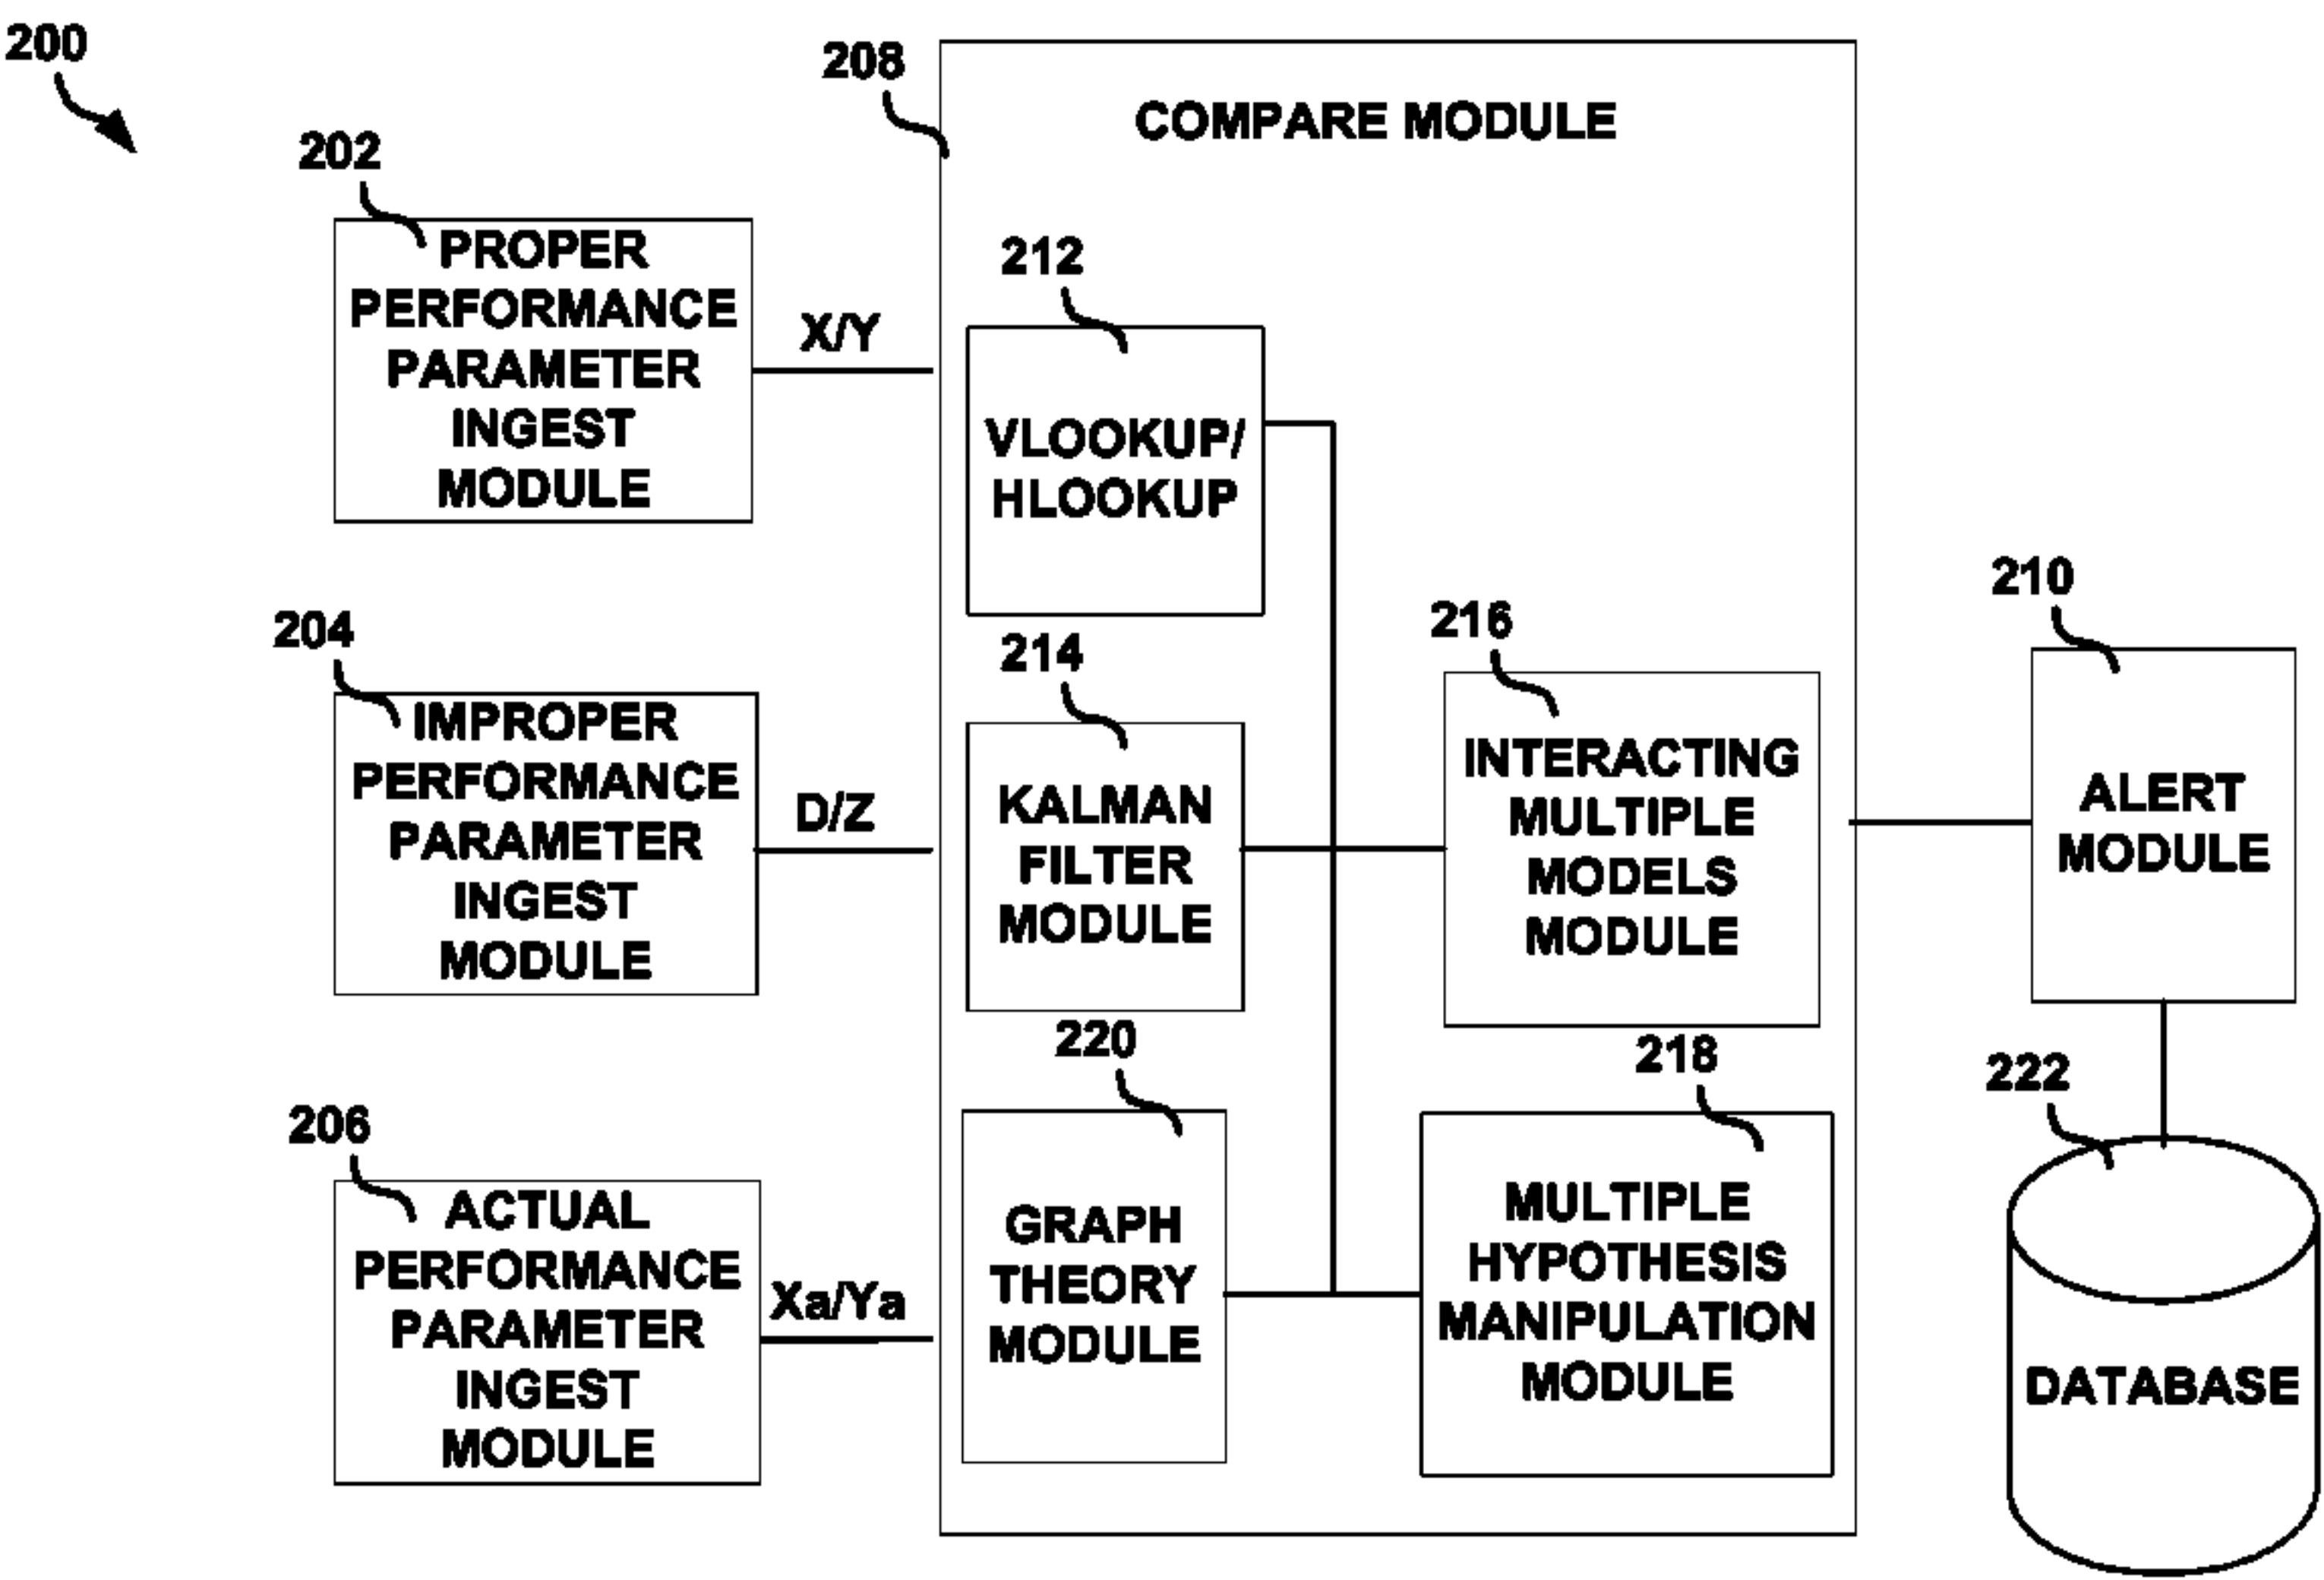 200
202
PROPER
PERFORMANCE
PARAMETER
INGEST
MODULE
X/Y
204
IMPROPER
PERFORMANCE
PARAMETER
INGEST
MODULE
D/Z
206
ACTUAL
PERFORMANCE
PARAMETER
INGEST
MODULE
Xa/Ya
208
COMPARE MODULE
212
VLOOKUP/
HLOOKUP
214
KALMAN
FILTER
MODULE
220
GRAPH
THEORY
MODULE
216
INTERACTING
MULTIPLE
MODELS
MODULE
218
MULTIPLE
HYPOTHESIS
MANIPULATION
MODULE
210
ALERT
MODULE
222
DATABASE